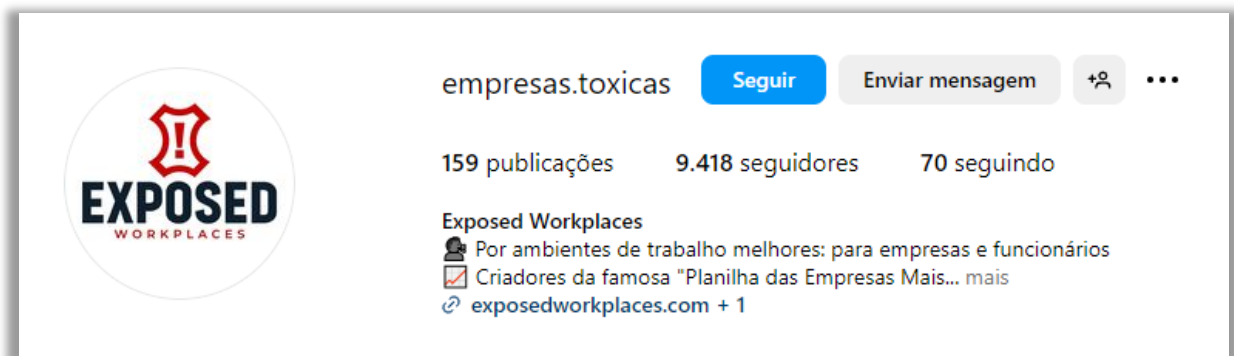 empresas.toxicas Seguir Enviar mensagem
159 publicações 9.418 seguidores 70 seguindo
!
EXPOSED
WORKPLACES
Exposed Workplaces
🗣 Por ambientes de trabalho melhores: para empresas e funcionários
📈 Criadores da famosa "Planilha das Empresas Mais... mais
exposedworkplaces.com + 1